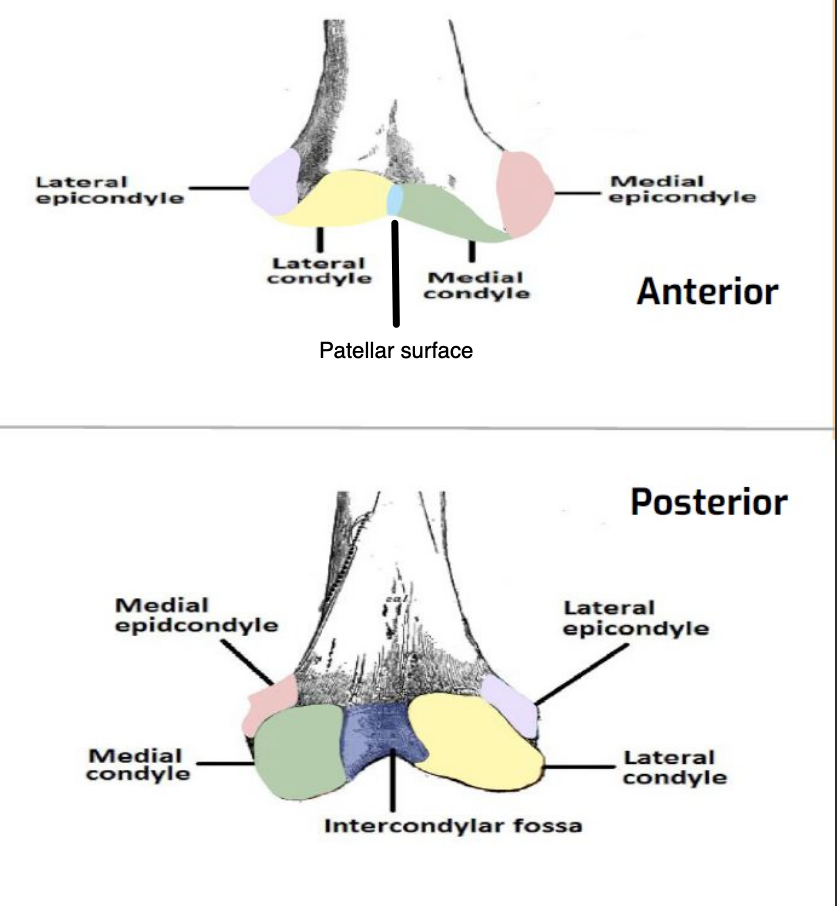 Lateral
epicondyle
Medial
epicondyle
Lateral
condyle
Medial
condyle
Anterior
Patellar surface
Posterior
Medial
epidcondyle
Lateral
epicondyle
Medial
condyle
Lateral
condyle
Intercondylar fossa